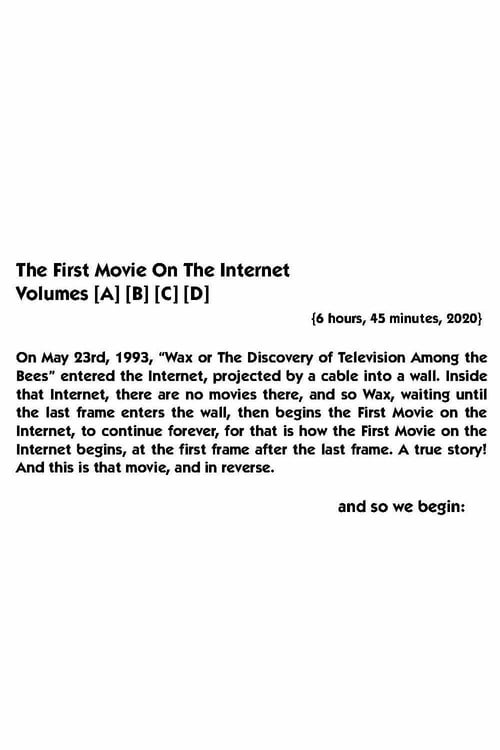 The First Movie On The Internet
Volumes [A] [B] [C] [D]
{6 hours, 45 minutes, 2020}
On May 23rd, 1993, “Wax or The Discovery of Television Among the
Bees” entered the Internet, projected by a cable into a wall. Inside
that Internet, there are no movies there, and so Wax, waiting until
the last frame enters the wall, then begins the First Movie on the
Internet, to continue forever, for that is how the First Movie on the
Internet begins, at the first frame after the last frame. A true story!
And this is that movie, and in reverse.
and so we begin: